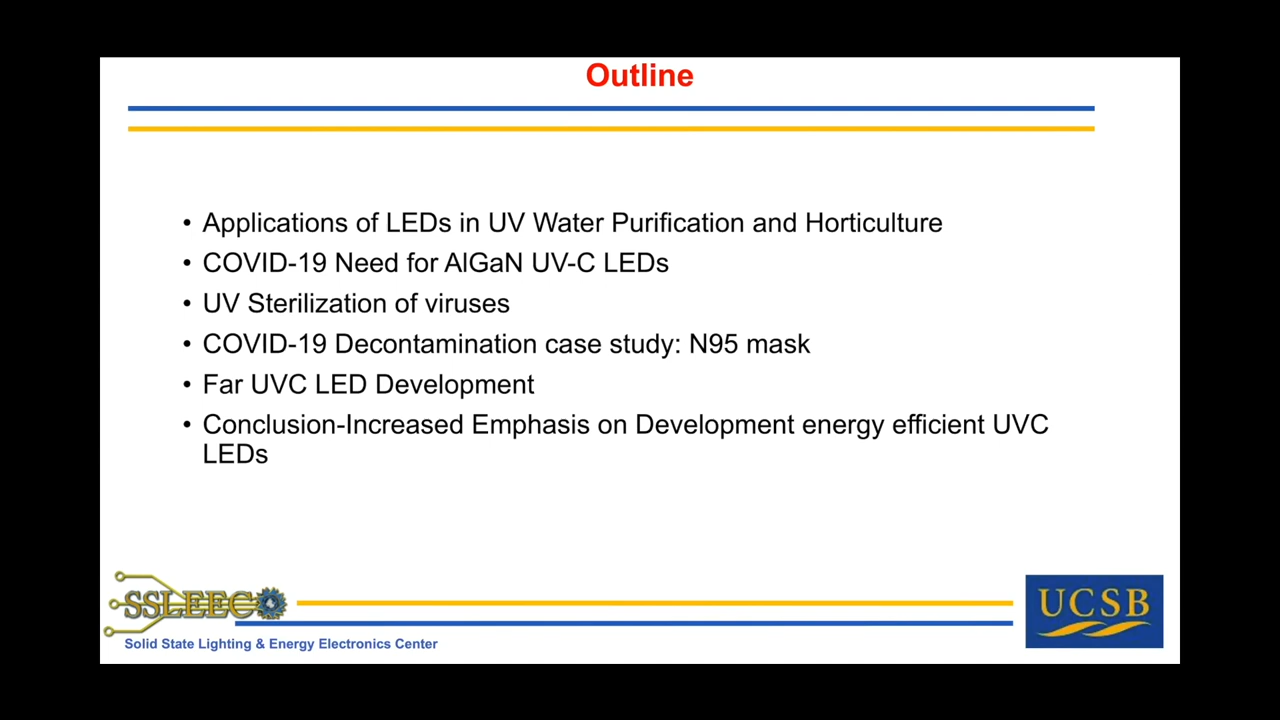 Outline
• Applications of LEDs in UV Water Purification and Horticulture
• COVID-19 Need for AlGaN UV-C LEDs
• UV Sterilization of viruses
• COVID-19 Decontamination case study: N95 mask
• Far UVC LED Development
• Conclusion-Increased Emphasis on Development energy efficient UVC
LEDs
SSLEEC
Solid State Lighting & Energy Electronics Center
UCSB